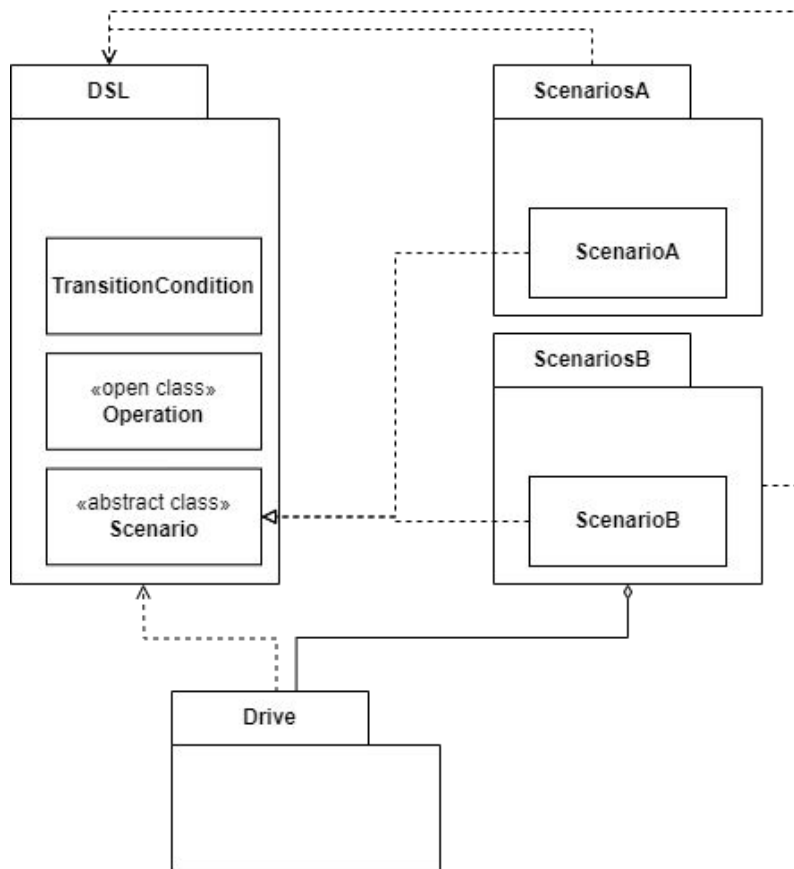 DSL
TransitionCondition
«open class»
Operation
«abstract class»
Scenario
ScenariosA
ScenarioA
ScenariosB
ScenarioB
Drive